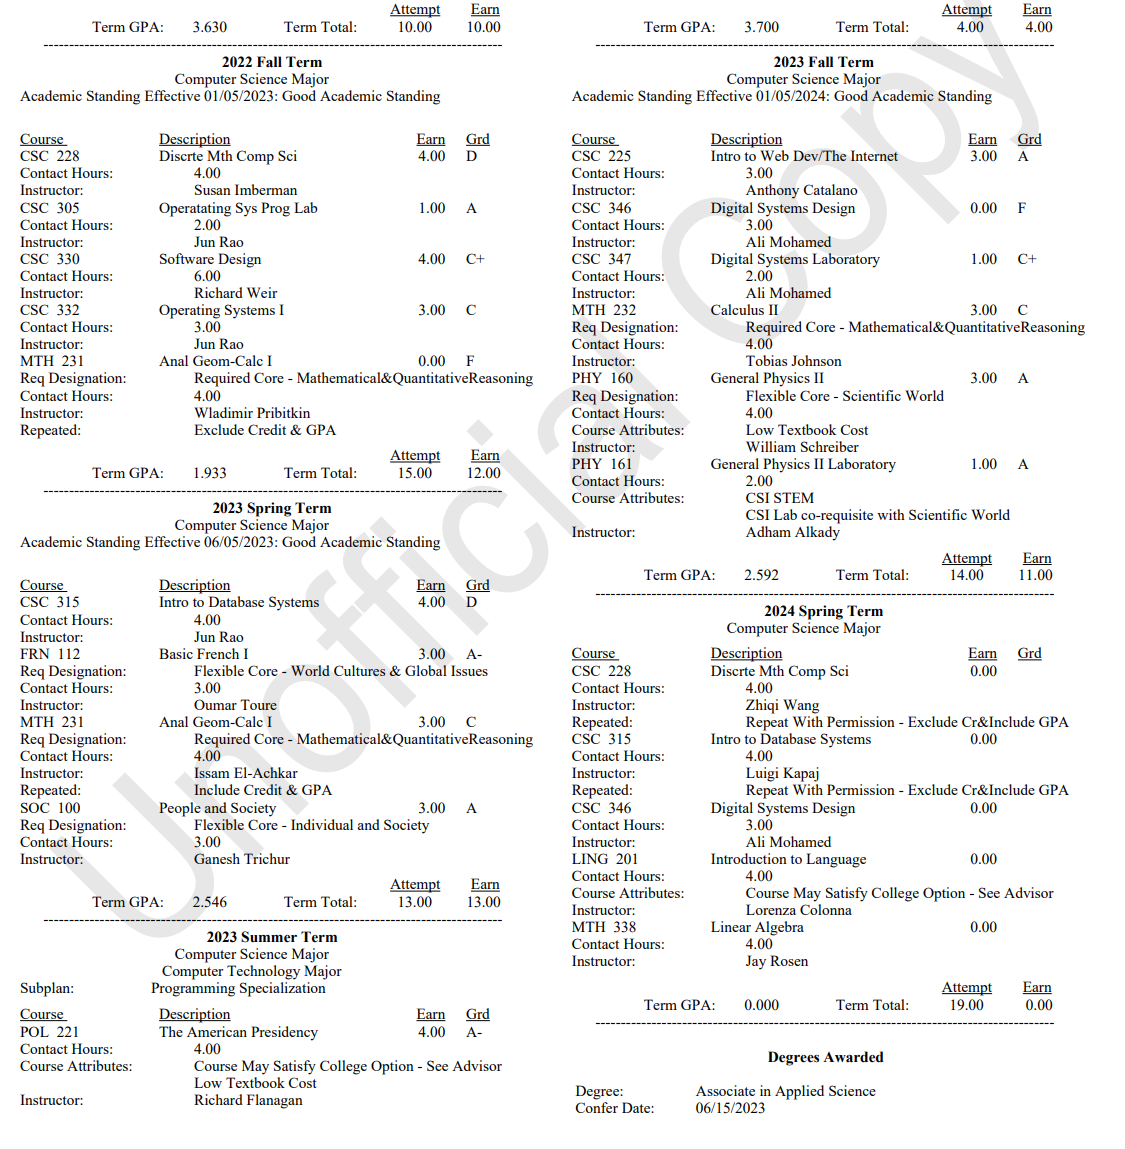 Attempt Earn
Term GPA: 3.630 Term Total: 10.00 10.00
--------------------------------------------------------------------------------------------
2022 Fall Term
Computer Science Major
Academic Standing Effective 01/05/2023: Good Academic Standing
Course Description Earn Grd
CSC 228 Discrte Mth Comp Sci 4.00 D
Contact Hours: 4.00
Instructor: Susan Imberman
CSC 305 Operatating Sys Prog Lab 1.00 A
Contact Hours: 2.00
Instructor: Jun Rao
CSC 330 Software Design 4.00 C+
Contact Hours: 6.00
Instructor: Richard Weir
CSC 332 Operating Systems I 3.00 C
Contact Hours: 3.00
Instructor: Jun Rao
MTH 231 Anal Geom-Calc I 0.00 F
Req Designation: Required Core - Mathematical&QuantitativeReasoning
Contact Hours: 4.00
Instructor: Wladimir Pribitkin
Repeated: Exclude Credit & GPA
Attempt Earn
Term GPA: 1.933 Term Total: 15.00 12.00
--------------------------------------------------------------------------------------------
2023 Spring Term
Computer Science Major
Academic Standing Effective 06/05/2023: Good Academic Standing
Course Description Earn Grd
CSC 315 Intro to Database Systems 4.00 D
Contact Hours: 4.00
Instructor: Jun Rao
FRN 112 Basic French I 3.00 A-
Req Designation: Flexible Core - World Cultures & Global Issues
Contact Hours: 3.00
Instructor: Oumar Toure
MTH 231 Anal Geom-Calc I 3.00 C
Req Designation: Required Core - Mathematical&QuantitativeReasoning
Contact Hours: 4.00
Instructor: Issam El-Achkar
Repeated: Include Credit & GPA
SOC 100 People and Society 3.00 A
Req Designation: Flexible Core - Individual and Society
Contact Hours: 3.00
Instructor: Ganesh Trichur
Attempt Earn
Term GPA: 2.546 Term Total: 13.00 13.00
--------------------------------------------------------------------------------------------
2023 Summer Term
Computer Science Major
Computer Technology Major
Subplan: Programming Specialization
Course Description Earn Grd
POL 221 The American Presidency 4.00 A-
Contact Hours: 4.00
Course Attributes: Course May Satisfy College Option - See Advisor
Low Textbook Cost
Instructor: Richard Flanagan
Attempt Earn
Term GPA: 3.700 Term Total: 4.00 4.00
--------------------------------------------------------------------------------------------
2023 Fall Term
Computer Science Major
Academic Standing Effective 01/05/2024: Good Academic Standing
Course Description Earn Grd
CSC 225 Intro to Web Dev/The Internet 3.00 A
Contact Hours: 3.00
Instructor: Anthony Catalano
CSC 346 Digital Systems Design 0.00 F
Contact Hours: 3.00
Instructor: Ali Mohamed
CSC 347 Digital Systems Laboratory 1.00 C+
Contact Hours: 2.00
Instructor: Ali Mohamed
MTH 232 Calculus II 3.00 C
Req Designation: Required Core - Mathematical&QuantitativeReasoning
Contact Hours: 4.00
Instructor: Tobias Johnson
PHY 160 General Physics II 3.00 A
Req Designation: Flexible Core - Scientific World
Contact Hours: 4.00
Course Attributes: Low Textbook Cost
Instructor: William Schreiber
PHY 161 General Physics II Laboratory 1.00 A
Contact Hours: 2.00
Course Attributes: CSI STEM
CSI Lab co-requisite with Scientific World
Instructor: Adham Alkady
Attempt Earn
Term GPA: 2.592 Term Total: 14.00 11.00
--------------------------------------------------------------------------------------------
2024 Spring Term
Computer Science Major
Course Description Earn Grd
CSC 228 Discrte Mth Comp Sci 0.00
Contact Hours: 4.00
Instructor: Zhiqi Wang
Repeated: Repeat With Permission - Exclude Cr&Include GPA
CSC 315 Intro to Database Systems 0.00
Contact Hours: 4.00
Instructor: Luigi Kapaj
Repeated: Repeat With Permission - Exclude Cr&Include GPA
CSC 346 Digital Systems Design 0.00
Contact Hours: 3.00
Instructor: Ali Mohamed
LING 201 Introduction to Language 0.00
Contact Hours: 4.00
Course Attributes: Course May Satisfy College Option - See Advisor
Instructor: Lorenza Colonna
MTH 338 Linear Algebra 0.00
Contact Hours: 4.00
Instructor: Jay Rosen
Attempt Earn
Term GPA: 0.000 Term Total: 19.00 0.00
--------------------------------------------------------------------------------------------
Degrees Awarded
Degree: Associate in Applied Science
Confer Date: 06/15/2023
Unofficial Copy